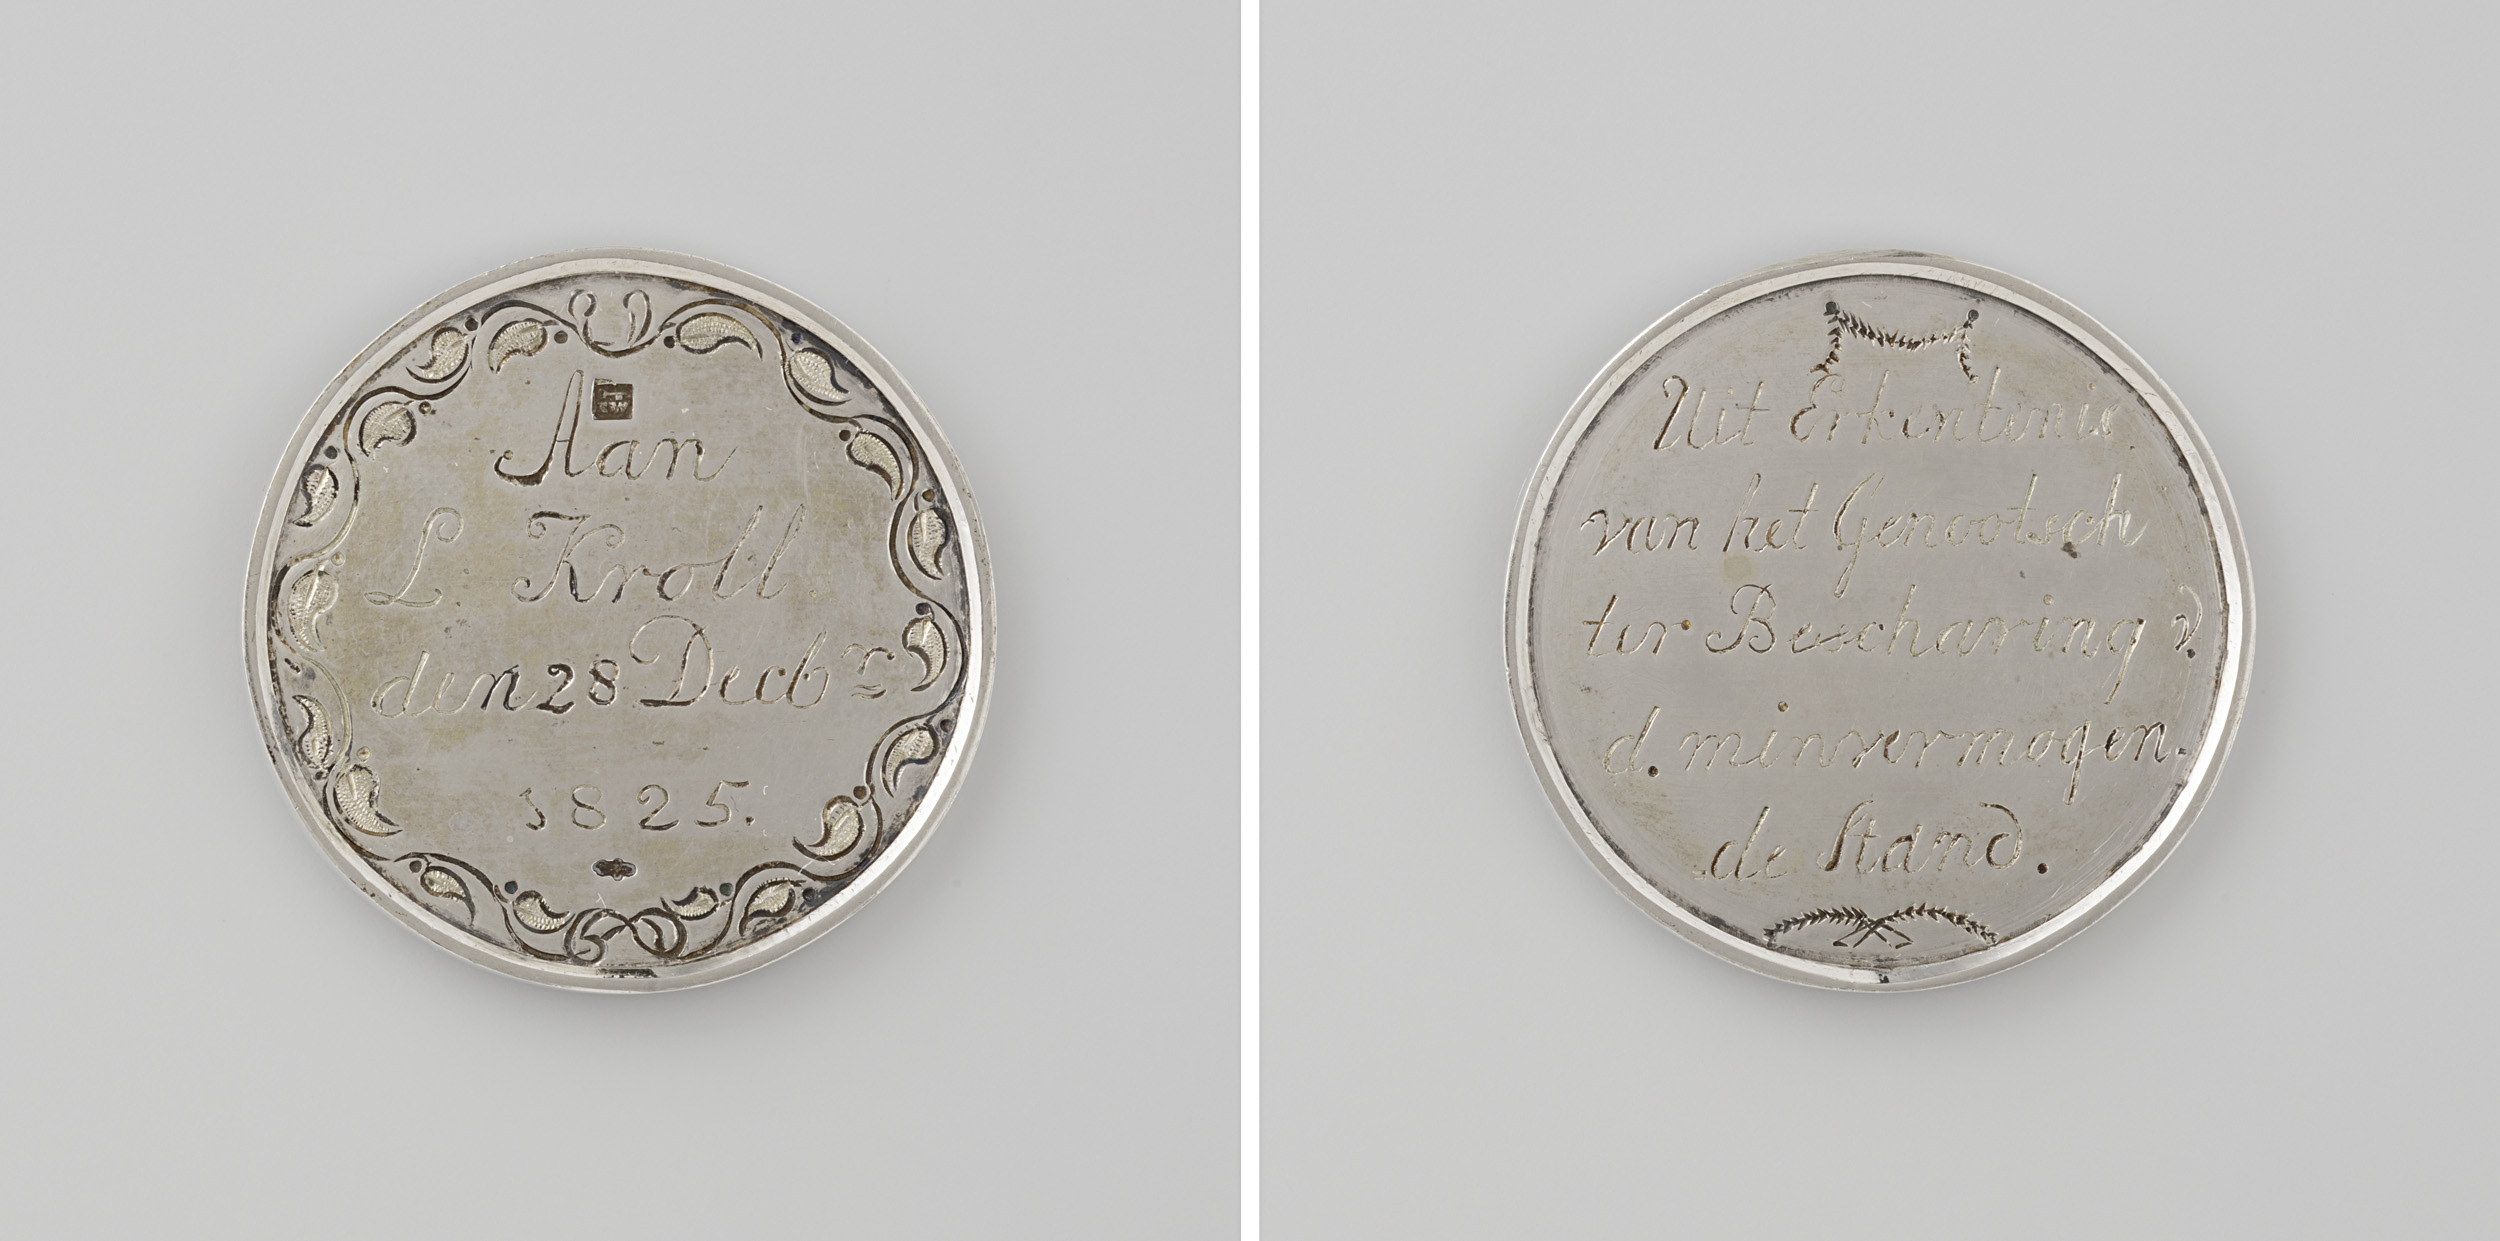 Aan
L. Kroll.
den 28 Decbr
1825.
Uit Erkentenis
van het Genootsch
ter Bescharing v.
d. minvermogen-
de Stand.